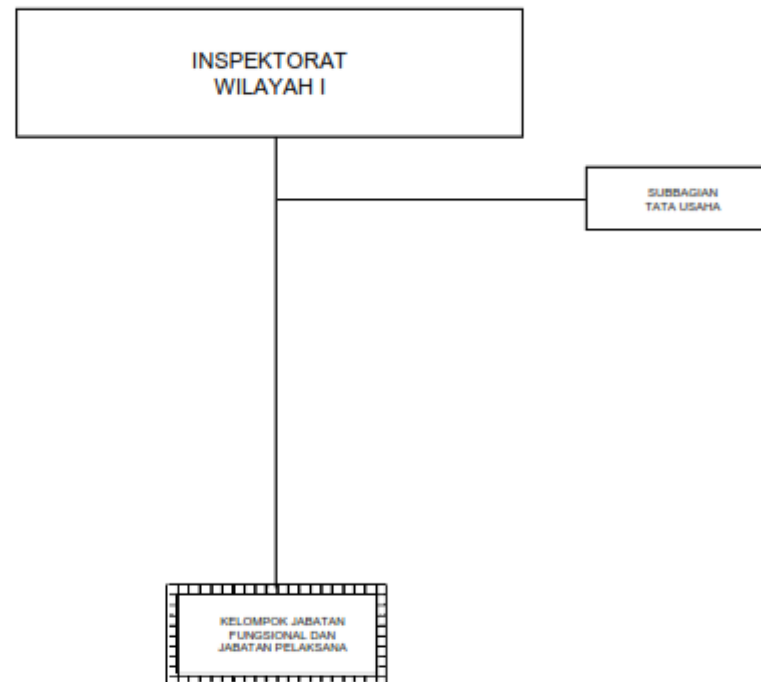 INSPEKTORAT
WILAYAH I
SUBBAGIAN
TATA USAHA
KELOMPOK JABATAN
FUNGSIONAL DAN
JABATAN PELAKSANA